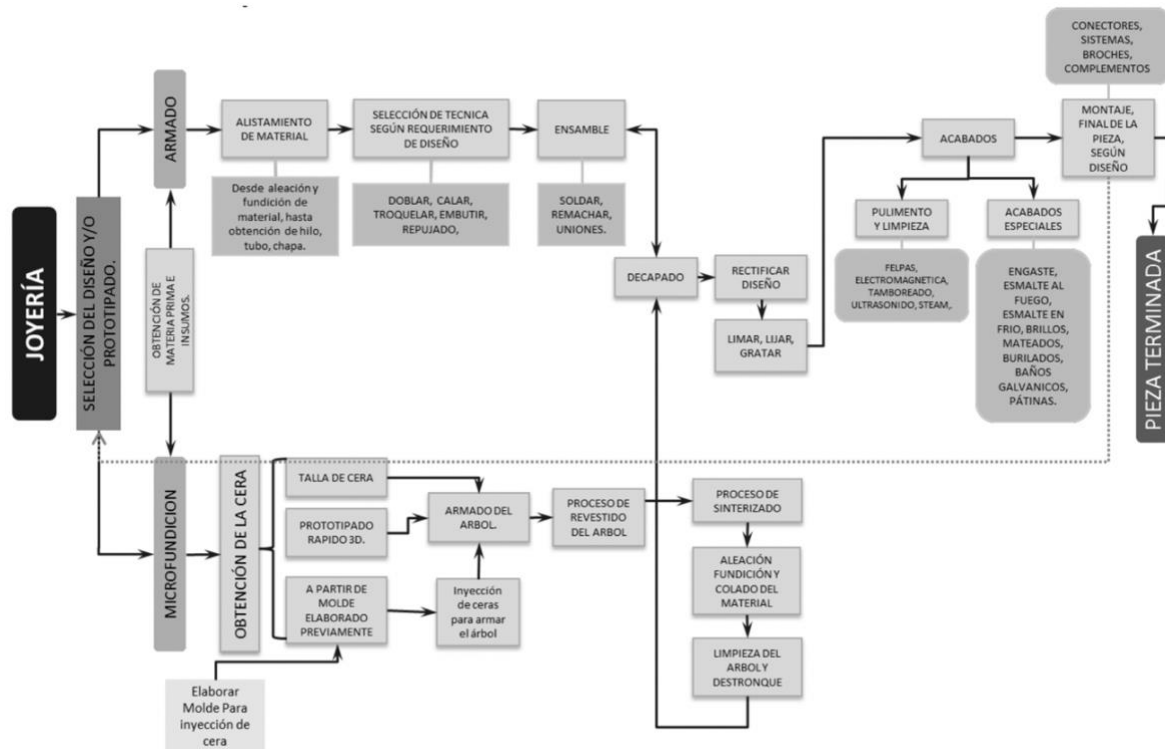 JOYERÍA
SELECCIÓN DEL DISEÑO Y/O
PROTOTIPADO.
ARMADO
OBTENCIÓN DE
MATERIA PRIMA E
INSUMOS.
MICROFUNDICION
ALISTAMIENTO
DE MATERIAL
Desde aleación y
fundición de
material, hasta
obtención de hilo,
tubo, chapa.
SELECCIÓN DE TECNICA
SEGÚN REQUERIMIENTO
DE DISEÑO
DOBLAR, CALAR,
TROQUELAR, EMBUTIR,
REPUJADO,
ENSAMBLE
SOLDAR,
REMACHAR,
UNIONES.
DECAPADO
RECTIFICAR
DISEÑO
LIMAR, LIJAR,
GRATAR
ACABADOS
PULIMENTO
Y LIMPIEZA
FELPAS,
ELECTROMAGNETICA,
TAMBOREADO,
ULTRASONIDO, STEAM,.
ACABADOS
ESPECIALES
ENGASTE,
ESMALTE AL
FUEGO,
ESMALTE EN
FRIO, BRILLOS,
MATEADOS,
BURILADOS,
BAÑOS
GALVANICOS,
PÁTINAS.
CONECTORES,
SISTEMAS,
BROCHES,
COMPLEMENTOS
MONTAJE,
FINAL DE LA
PIEZA,
SEGÚN
DISEÑO
PIEZA TERMINADA
OBTENCIÓN DE LA CERA
TALLA DE CERA
PROTOTIPADO
RAPIDO 3D.
A PARTIR DE
MOLDE
ELABORADO
PREVIAMENTE
Elaborar
Molde Para
inyección de
cera
Inyección
de ceras
para armar
el árbol
ARMADO DEL
ARBOL.
PROCESO DE
REVESTIDO
DEL ARBOL
PROCESO DE
SINTERIZADO
ALEACIÓN
FUNDICIÓN Y
COLADO DEL
MATERIAL
LIMPIEZA DEL
ARBOL Y
DESTRONQUE